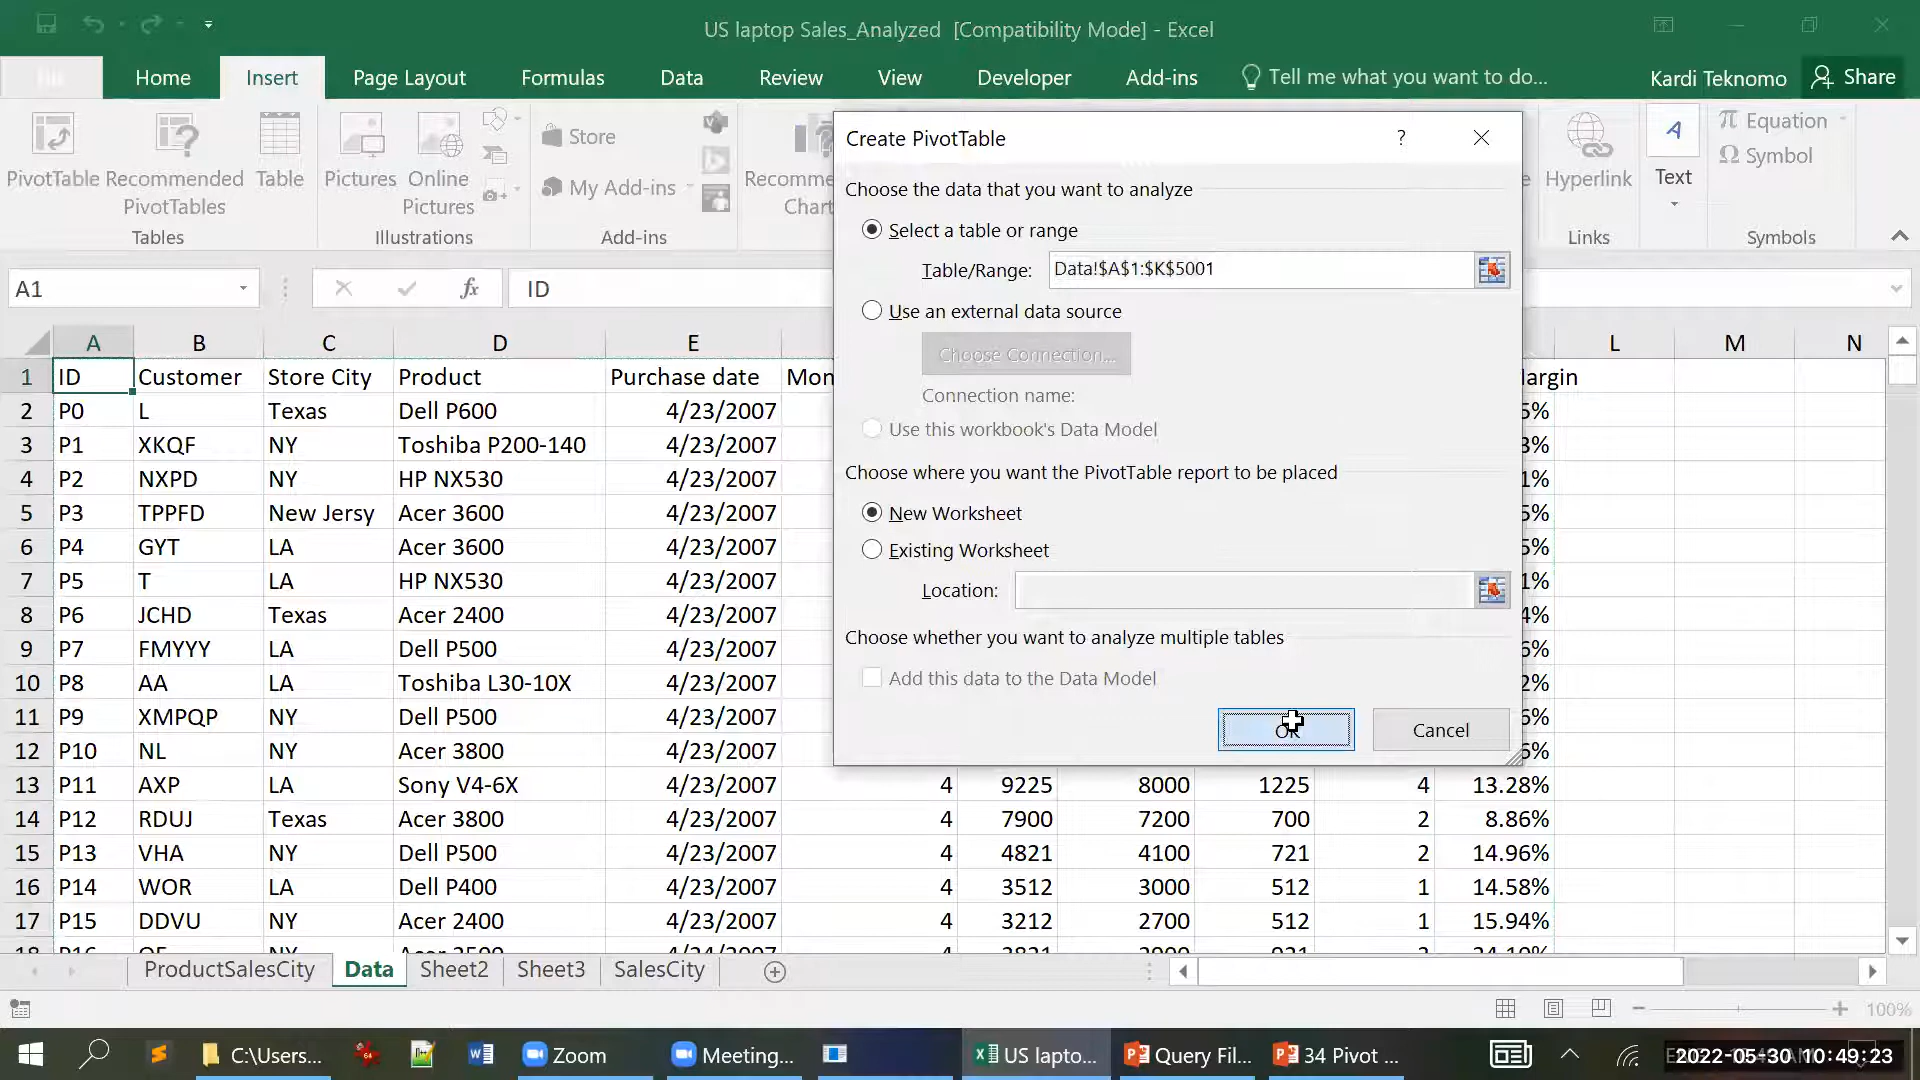 US laptop Sales_Analyzed [Compatibility Mode] - Excel
Home Insert Page Layout Formulas Data Review View Developer Add-ins Tell me what you want to do... Kardi Teknomo Share
PivotTable Recommended PivotTables Table Pictures Online Pictures Store My Add-ins Recomme Chart Hyperlink Text π Equation Ω Symbol
Tables Illustrations Add-ins Links Symbols
A1 fx ID
Create PivotTable ?
Choose the data that you want to analyze
Select a table or range
Table/Range: Data!$A$1:$K$5001
Use an external data source
Choose Connection...
Connection name:
Use this workbook's Data Model
Choose where you want the PivotTable report to be placed
New Worksheet
Existing Worksheet
Location:
Choose whether you want to analyze multiple tables
Add this data to the Data Model
OK Cancel
A B C D E L M N
1 ID Customer Store City Product Purchase date Mon argin
2 P0 L Texas Dell P600 4/23/2007 5%
3 P1 XKQF NY Toshiba P200-140 4/23/2007 3%
4 P2 NXPD NY HP NX530 4/23/2007 1%
5 P3 TPPFD New Jersy Acer 3600 4/23/2007 5%
6 P4 GYT LA Acer 3600 4/23/2007 5%
7 P5 T LA HP NX530 4/23/2007 1%
8 P6 JCHD Texas Acer 2400 4/23/2007 4%
9 P7 FMYYY LA Dell P500 4/23/2007 6%
10 P8 AA LA Toshiba L30-10X 4/23/2007 2%
11 P9 XMPQP NY Dell P500 4/23/2007 6%
12 P10 NL NY Acer 3800 4/23/2007 6%
13 P11 AXP LA Sony V4-6X 4/23/2007 4 9225 8000 1225 4 13.28%
14 P12 RDUJ Texas Acer 3800 4/23/2007 4 7900 7200 700 2 8.86%
15 P13 VHA NY Dell P500 4/23/2007 4 4821 4100 721 2 14.96%
16 P14 WOR LA Dell P400 4/23/2007 4 3512 3000 512 1 14.58%
17 P15 DDVU NY Acer 2400 4/23/2007 4 3212 2700 512 1 15.94%
ProductSalesCity Data Sheet2 Sheet3 SalesCity
100%
C:\Users... Zoom Meeting... US lapto... Query Fil... 34 Pivot ... 2022-05-30 10:49:23